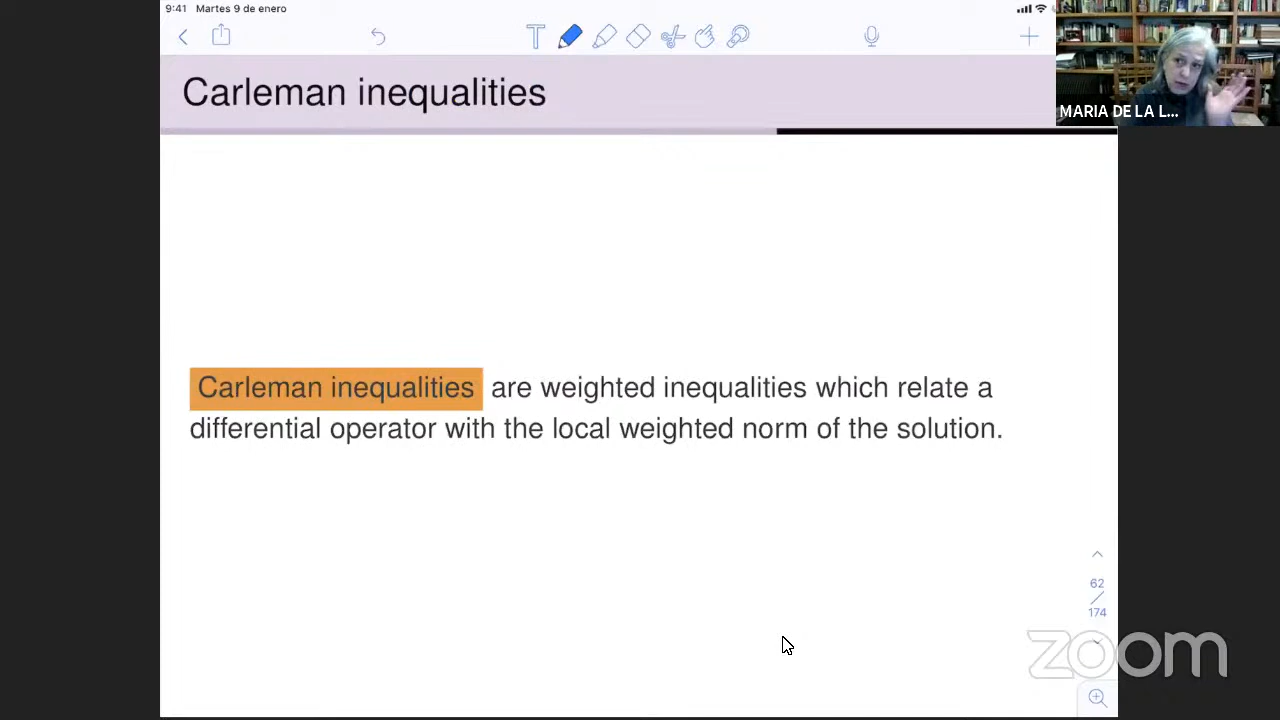 9:41 Martes 9 de enero
Carleman inequalities
MARIA DE LA L...
Carleman inequalities are weighted inequalities which relate a
differential operator with the local weighted norm of the solution.
62
174
zoom